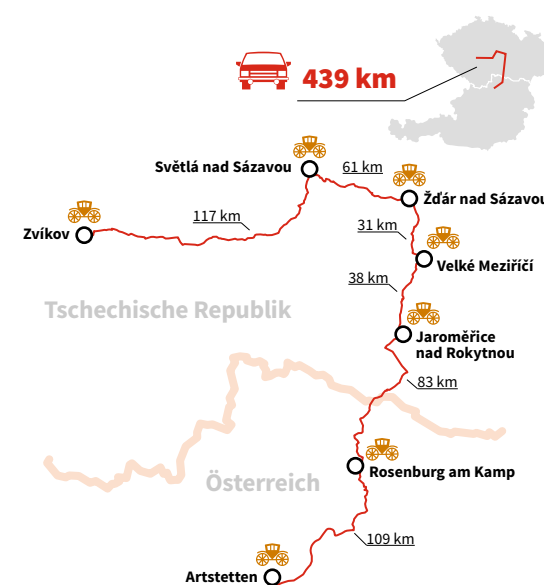 439 km
Světlá nad Sázavou
61 km
Žďár nad Sázavou
Zvíkov
117 km
31 km
Velké Meziříčí
38 km
Tschechische Republik
Jaroměřice
nad Rokytnou
83 km
Rosenburg am Kamp
Österreich
109 km
Artstetten